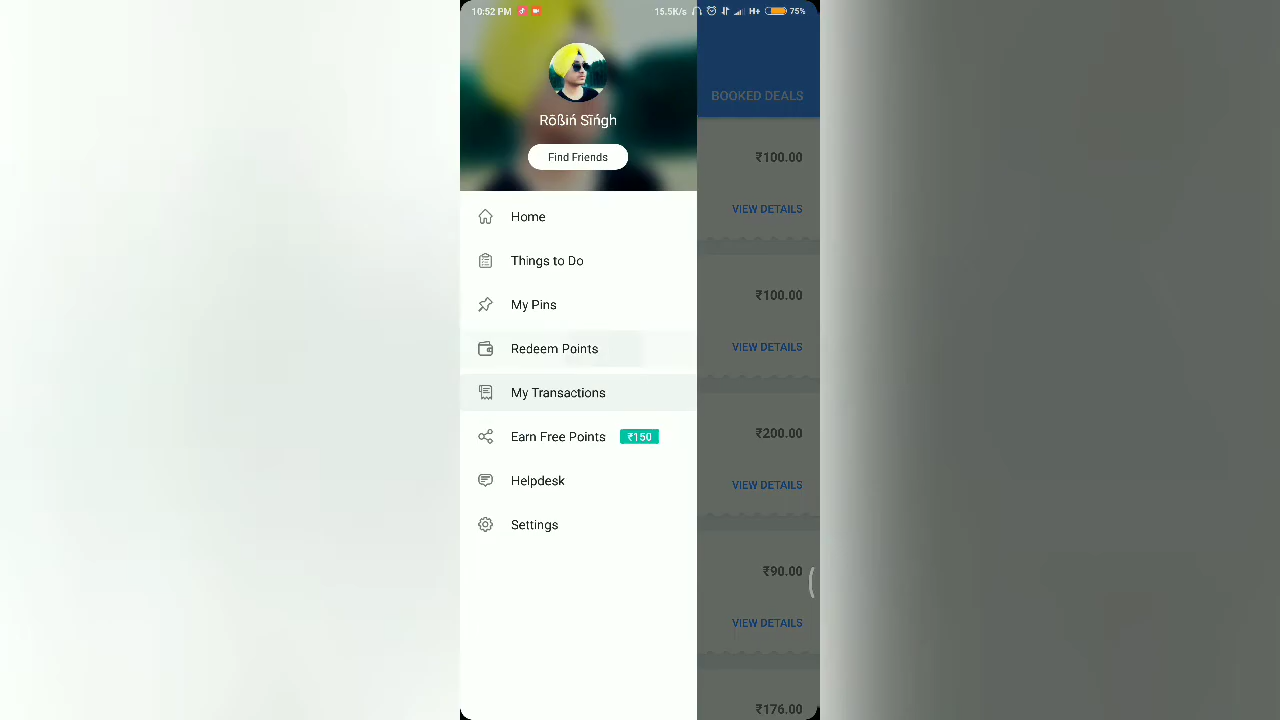 10:52 PM 15.5K/s H+ 75%
Rōßiń Sīńgh
Find Friends
Home
Things to Do
My Pins
Redeem Points
My Transactions
Earn Free Points ₹150
Helpdesk
Settings
BOOKED DEALS
₹100.00
VIEW DETAILS
₹100.00
VIEW DETAILS
₹200.00
VIEW DETAILS
₹90.00
VIEW DETAILS
₹176.00